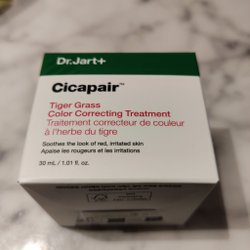 Dr.Jart+
Cicapair™
Tiger Grass
Color Correcting Treatment
Traitement correcteur de couleur
à l'herbe du tigre
Soothes the look of red, irritated skin
Apaise les rougeurs et les irritations
30 mL / 1.01 fl. oz.